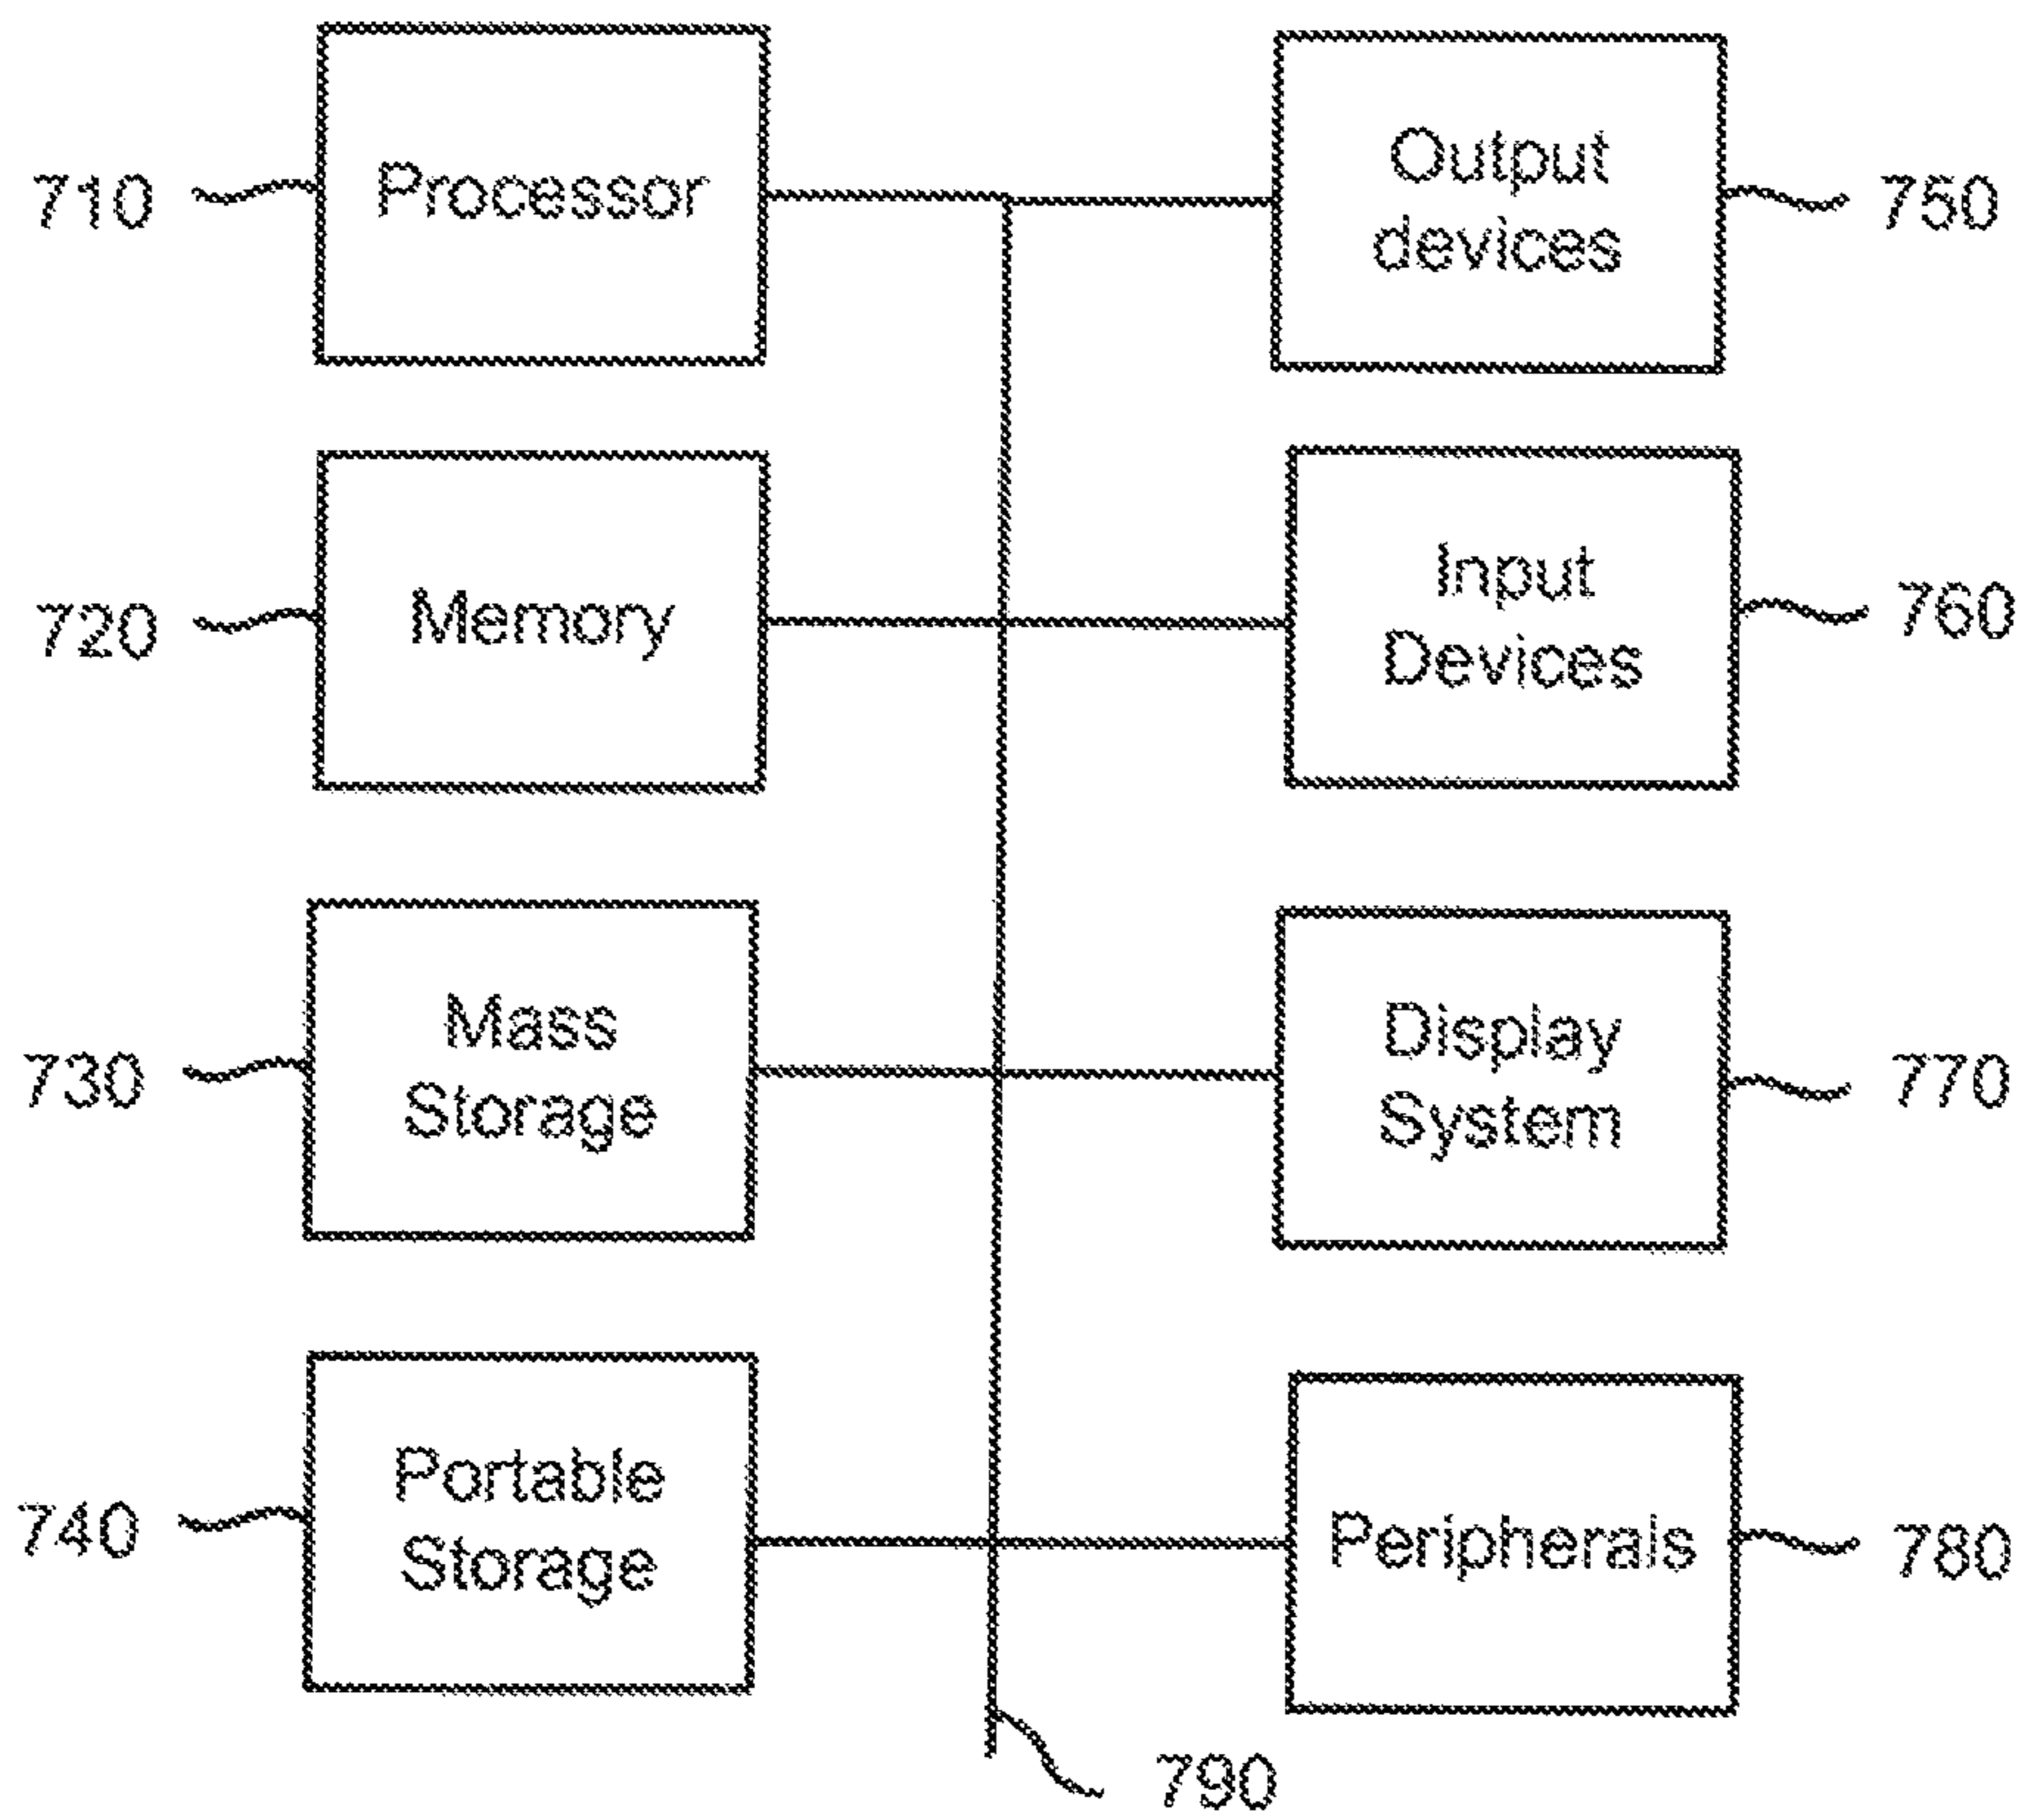 710
Processor
Output
devices
750
720
Memory
Input
Devices
760
730
Mass
Storage
Display
System
770
740
Portable
Storage
Peripherals
780
790